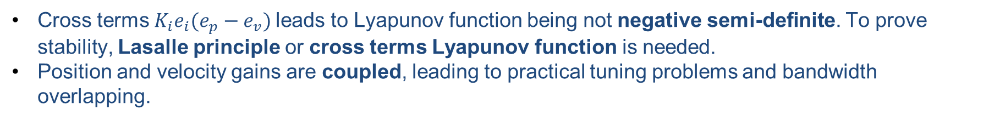 • Cross terms $K_i e_i(e_p - e_v)$ leads to Lyapunov function being not negative semi-definite. To prove
stability, Lasalle principle or cross terms Lyapunov function is needed.
• Position and velocity gains are coupled, leading to practical tuning problems and bandwidth
overlapping.